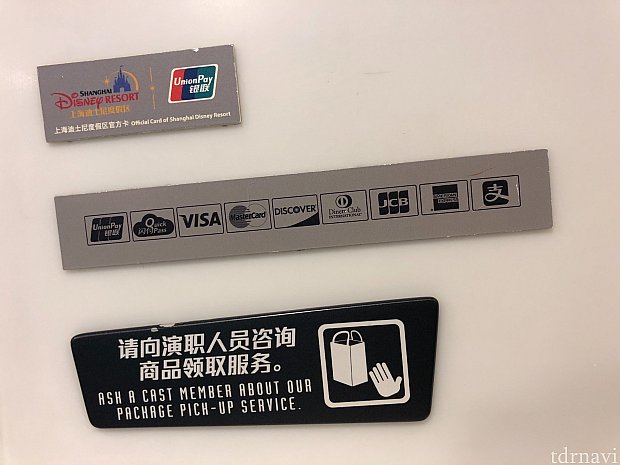 SHANGHAI
Disney RESORT
上海迪士尼度假区
UnionPay
银联
上海迪士尼度假区官方卡 Official Card of Shanghai Disney Resort
UnionPay
银联
Quick
闪付 Pass
VISA
MasterCard
DISCOVER
Diners Club
INTERNATIONAL
JCB
AMERICAN
EXPRESS
支
请向演职人员咨询
商品领取服务。
ASK A CAST MEMBER ABOUT OUR
PACKAGE PICK-UP SERVICE.
tdrnavi